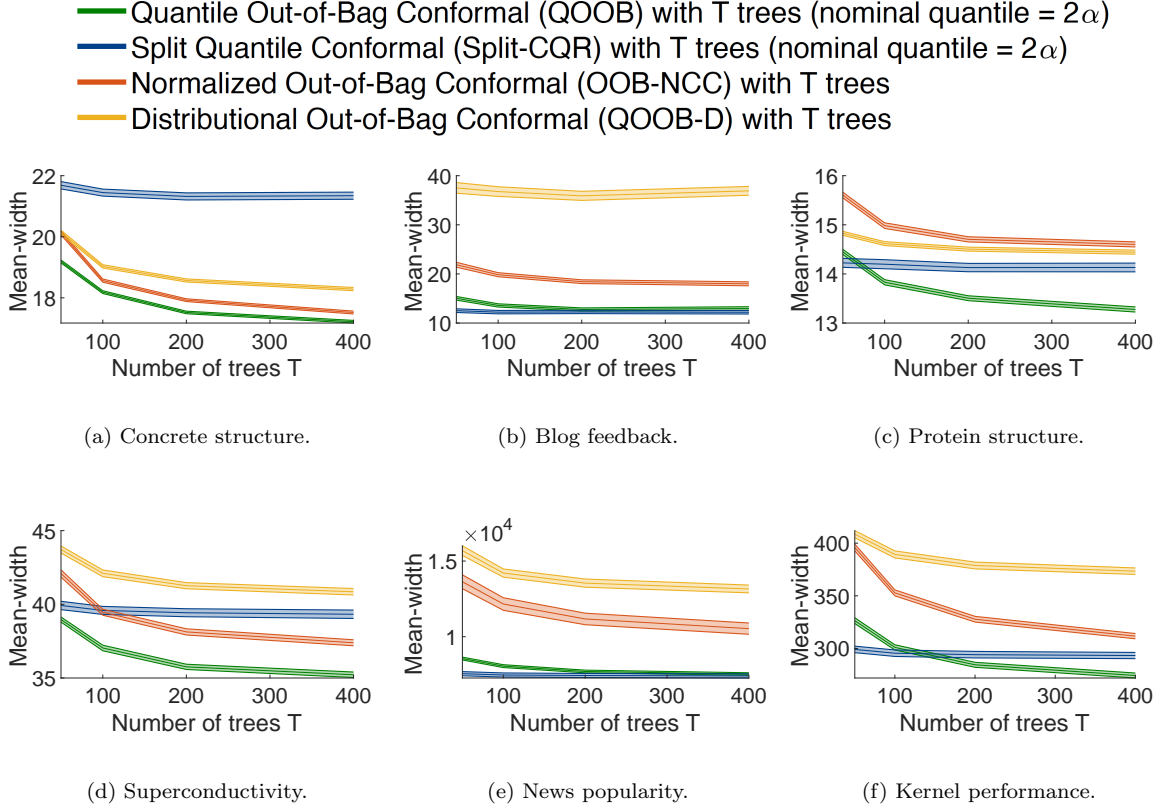 Quantile Out-of-Bag Conformal (QOOB) with T trees (nominal quantile = 2α)
Split Quantile Conformal (Split-CQR) with T trees (nominal quantile = 2α)
Normalized Out-of-Bag Conformal (OOB-NCC) with T trees
Distributional Out-of-Bag Conformal (QOOB-D) with T trees
22
20
18
Mean-width
100 200 300 400
Number of trees T
(a) Concrete structure.
40
30
20
10
Mean-width
100 200 300 400
Number of trees T
(b) Blog feedback.
16
15
14
13
Mean-width
100 200 300 400
Number of trees T
(c) Protein structure.
45
40
35
Mean-width
100 200 300 400
Number of trees T
(d) Superconductivity.
×10⁴
1.5
1
Mean-width
100 200 300 400
Number of trees T
(e) News popularity.
400
350
300
Mean-width
100 200 300 400
Number of trees T
(f) Kernel performance.